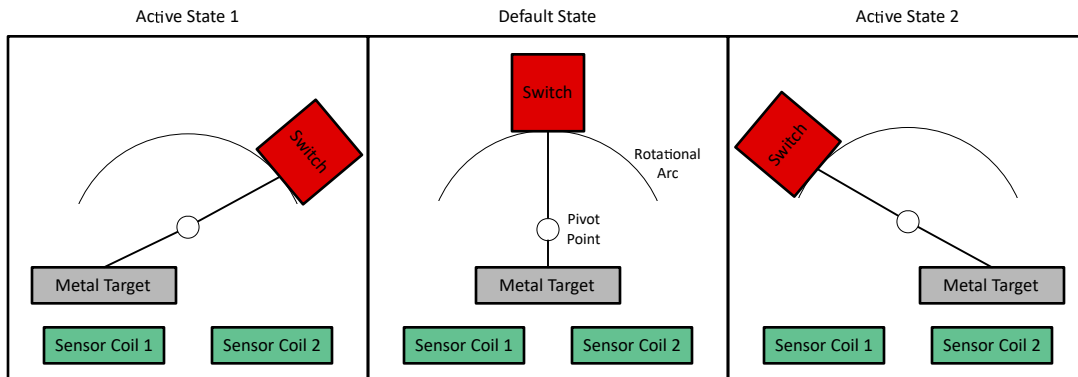 Active State 1
Default State
Active State 2
Switch
Metal Target
Sensor Coil 1
Sensor Coil 2
Switch
Rotational
Arc
Pivot
Point
Metal Target
Sensor Coil 1
Sensor Coil 2
Switch
Metal Target
Sensor Coil 1
Sensor Coil 2